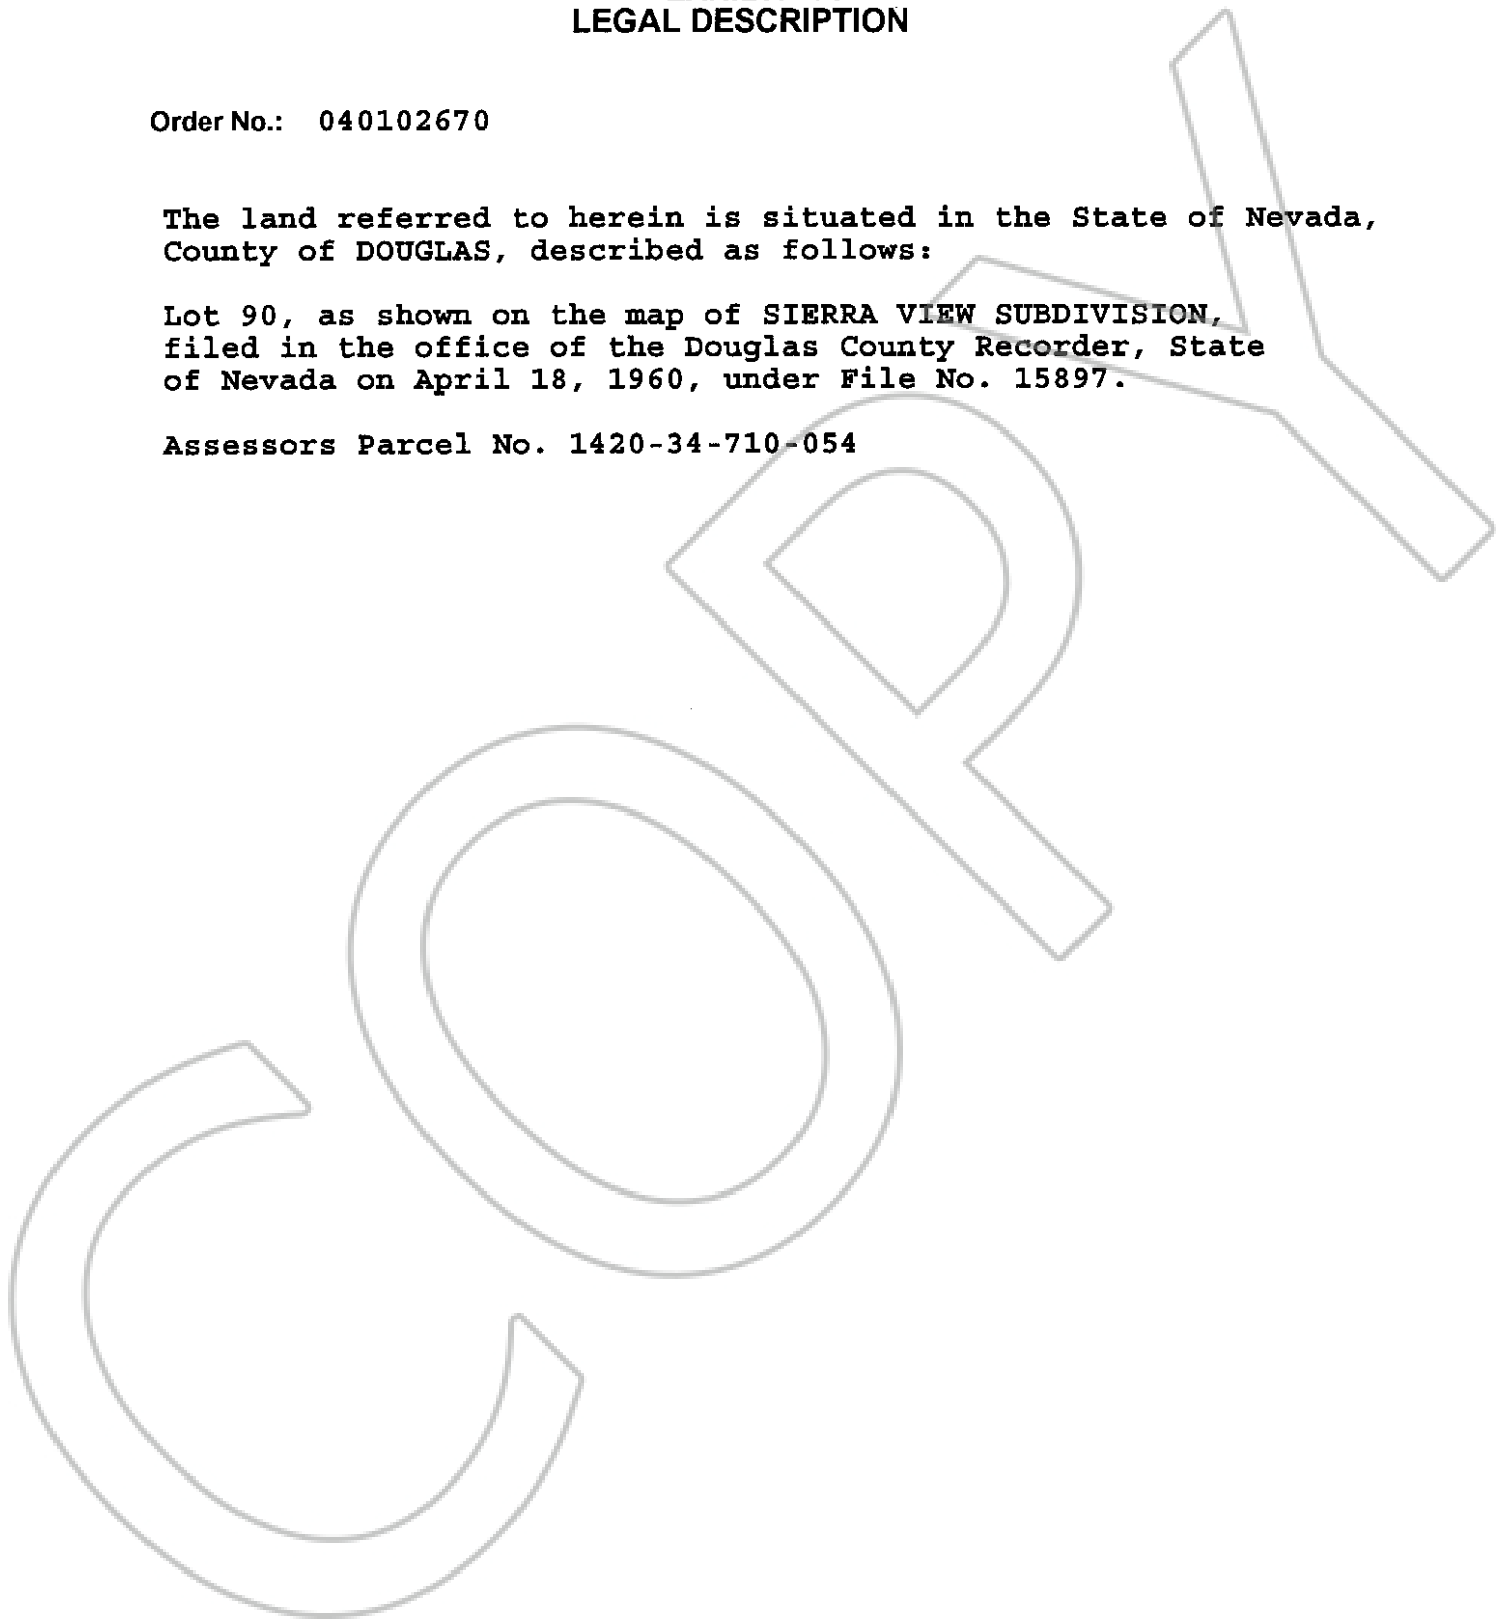 LEGAL DESCRIPTION
Order No.: 040102670
The land referred to herein is situated in the State of Nevada,
County of DOUGLAS, described as follows:
Lot 90, as shown on the map of SIERRA VIEW SUBDIVISION,
filed in the office of the Douglas County Recorder, State
of Nevada on April 18, 1960, under File No. 15897.
Assessors Parcel No. 1420-34-710-054
COPY